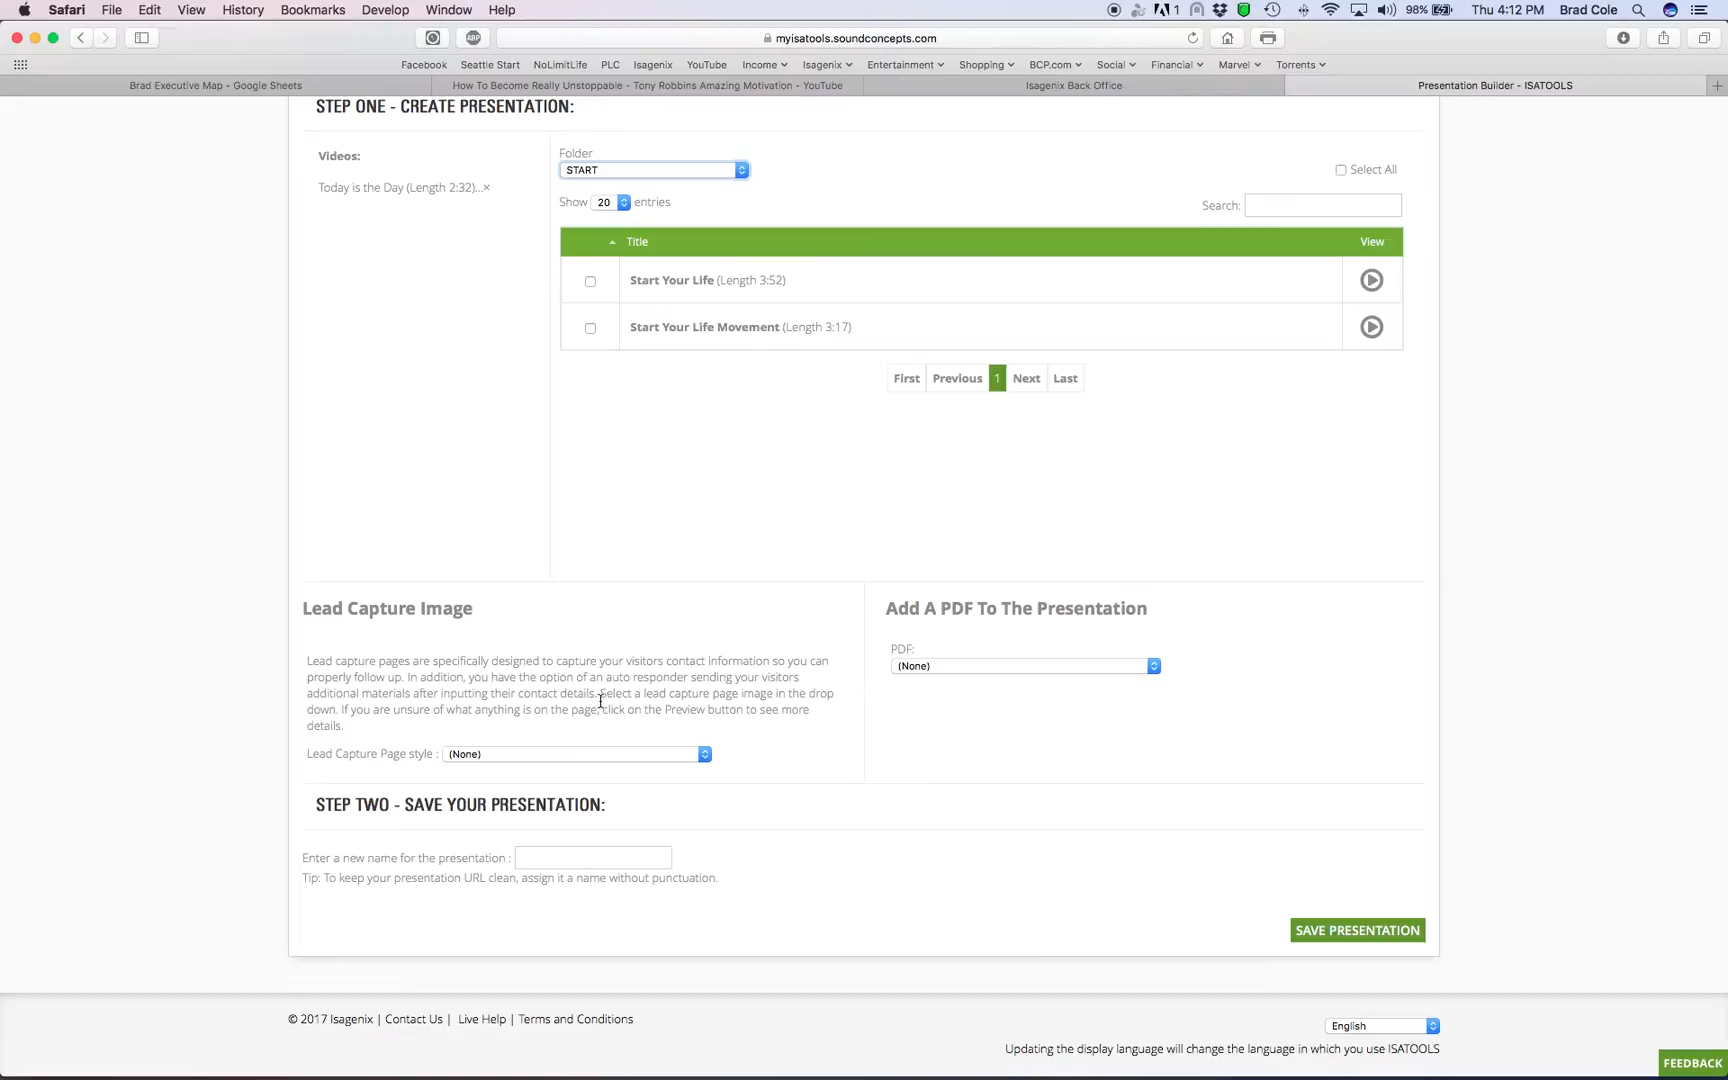 Safari File Edit View History Bookmarks Develop Window Help 1 98% Thu 4:12 PM Brad Cole
myisatools.soundconcepts.com
ABP
Facebook Seattle Start NoLimitLife PLC Isagenix YouTube Income Isagenix Entertainment Shopping BCP.com Social Financial Marvel Torrents
Brad Executive Map - Google Sheets How To Become Really Unstoppable - Tony Robbins Amazing Motivation - YouTube Isagenix Back Office Presentation Builder - ISATOOLS
STEP ONE - CREATE PRESENTATION:
Videos:
Today is the Day (Length 2:32)...×
Folder
START
Select All
Show 20 entries
Search:
Title View
Start Your Life (Length 3:52)
Start Your Life Movement (Length 3:17)
First Previous 1 Next Last
Lead Capture Image
Lead capture pages are specifically designed to capture your visitors contact information so you can
properly follow up. In addition, you have the option of an auto responder sending your visitors
additional materials after inputting their contact details. Select a lead capture page image in the drop
down. If you are unsure of what anything is on the page, click on the Preview button to see more
details.
Lead Capture Page style : (None)
Add A PDF To The Presentation
PDF:
(None)
STEP TWO - SAVE YOUR PRESENTATION:
Enter a new name for the presentation :
Tip: To keep your presentation URL clean, assign it a name without punctuation.
SAVE PRESENTATION
© 2017 Isagenix | Contact Us | Live Help | Terms and Conditions
English
Updating the display language will change the language in which you use ISATOOLS
FEEDBACK